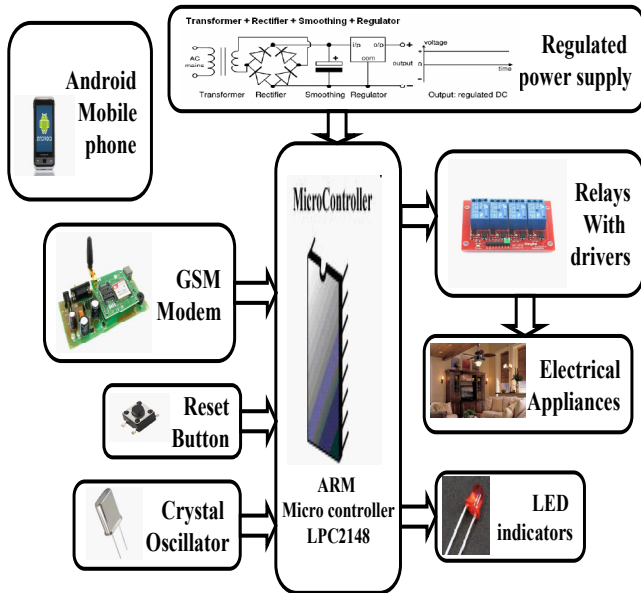 Transformer + Rectifier + Smoothing + Regulator
AC
mains
i/p
o/p
com
+
+
output
−
voltage
+
0
−
time
Transformer
Rectifier
Smoothing
Regulator
Output: regulated DC
Regulated
power supply
Android
Mobile
phone
ANDROID
MicroController
ARM
Micro controller
LPC2148
GSM
Modem
Reset
Button
Crystal
Oscillator
Relays
With
drivers
Electrical
Appliances
LED
indicators